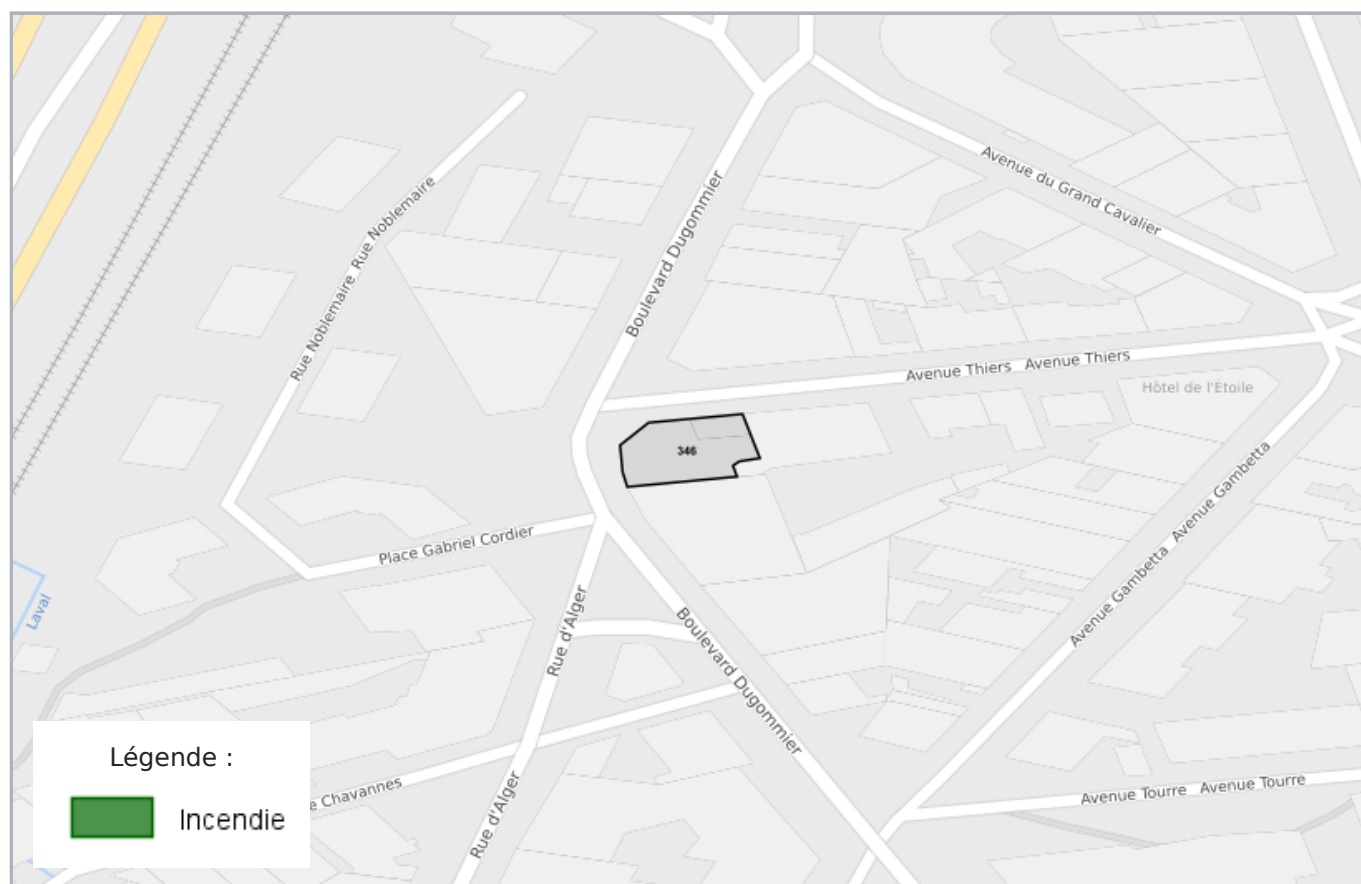 Avenue du Grand Cavalier
Rue Noblemaire
Rue Noblemaire
Boulevard Dugommier
Avenue Thiers Avenue Thiers
Hôtel de l'Étoile
346
Avenue Gambetta
Avenue Gambetta
Place Gabriel Cordier
Laval
Rue d'Alger
Boulevard Dugommier
Légende :
Incendie
Chavannes
Rue d'Alger
Avenue Tourre Avenue Tourre